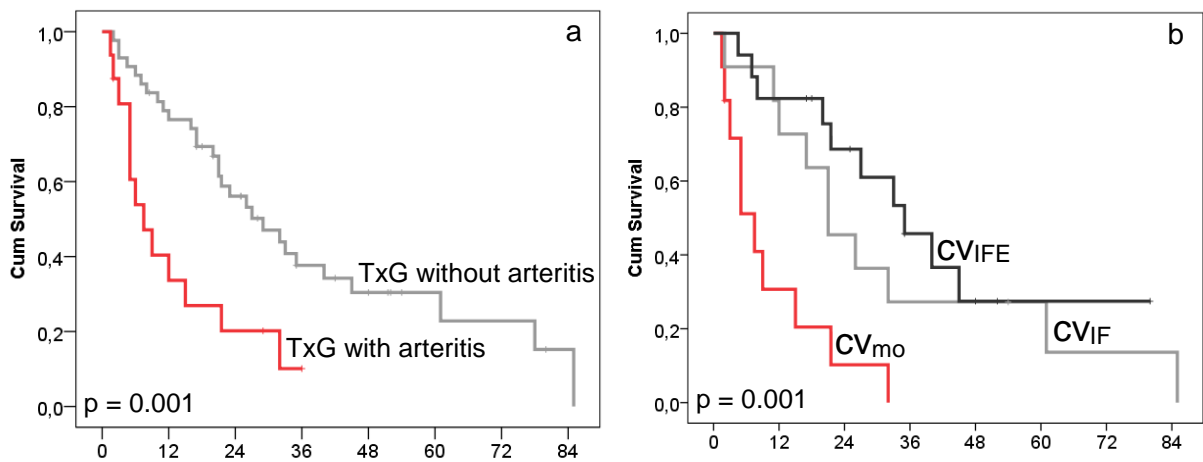 a
1,0
0,8
0,6
0,4
0,2
0,0
Cum Survival
TxG without arteritis
TxG with arteritis
p = 0.001
0 12 24 36 48 60 72 84
b
1,0
0,8
0,6
0,4
0,2
0,0
Cum Survival
CVIFE
CVmo
CVIF
p = 0.001
0 12 24 36 48 60 72 84